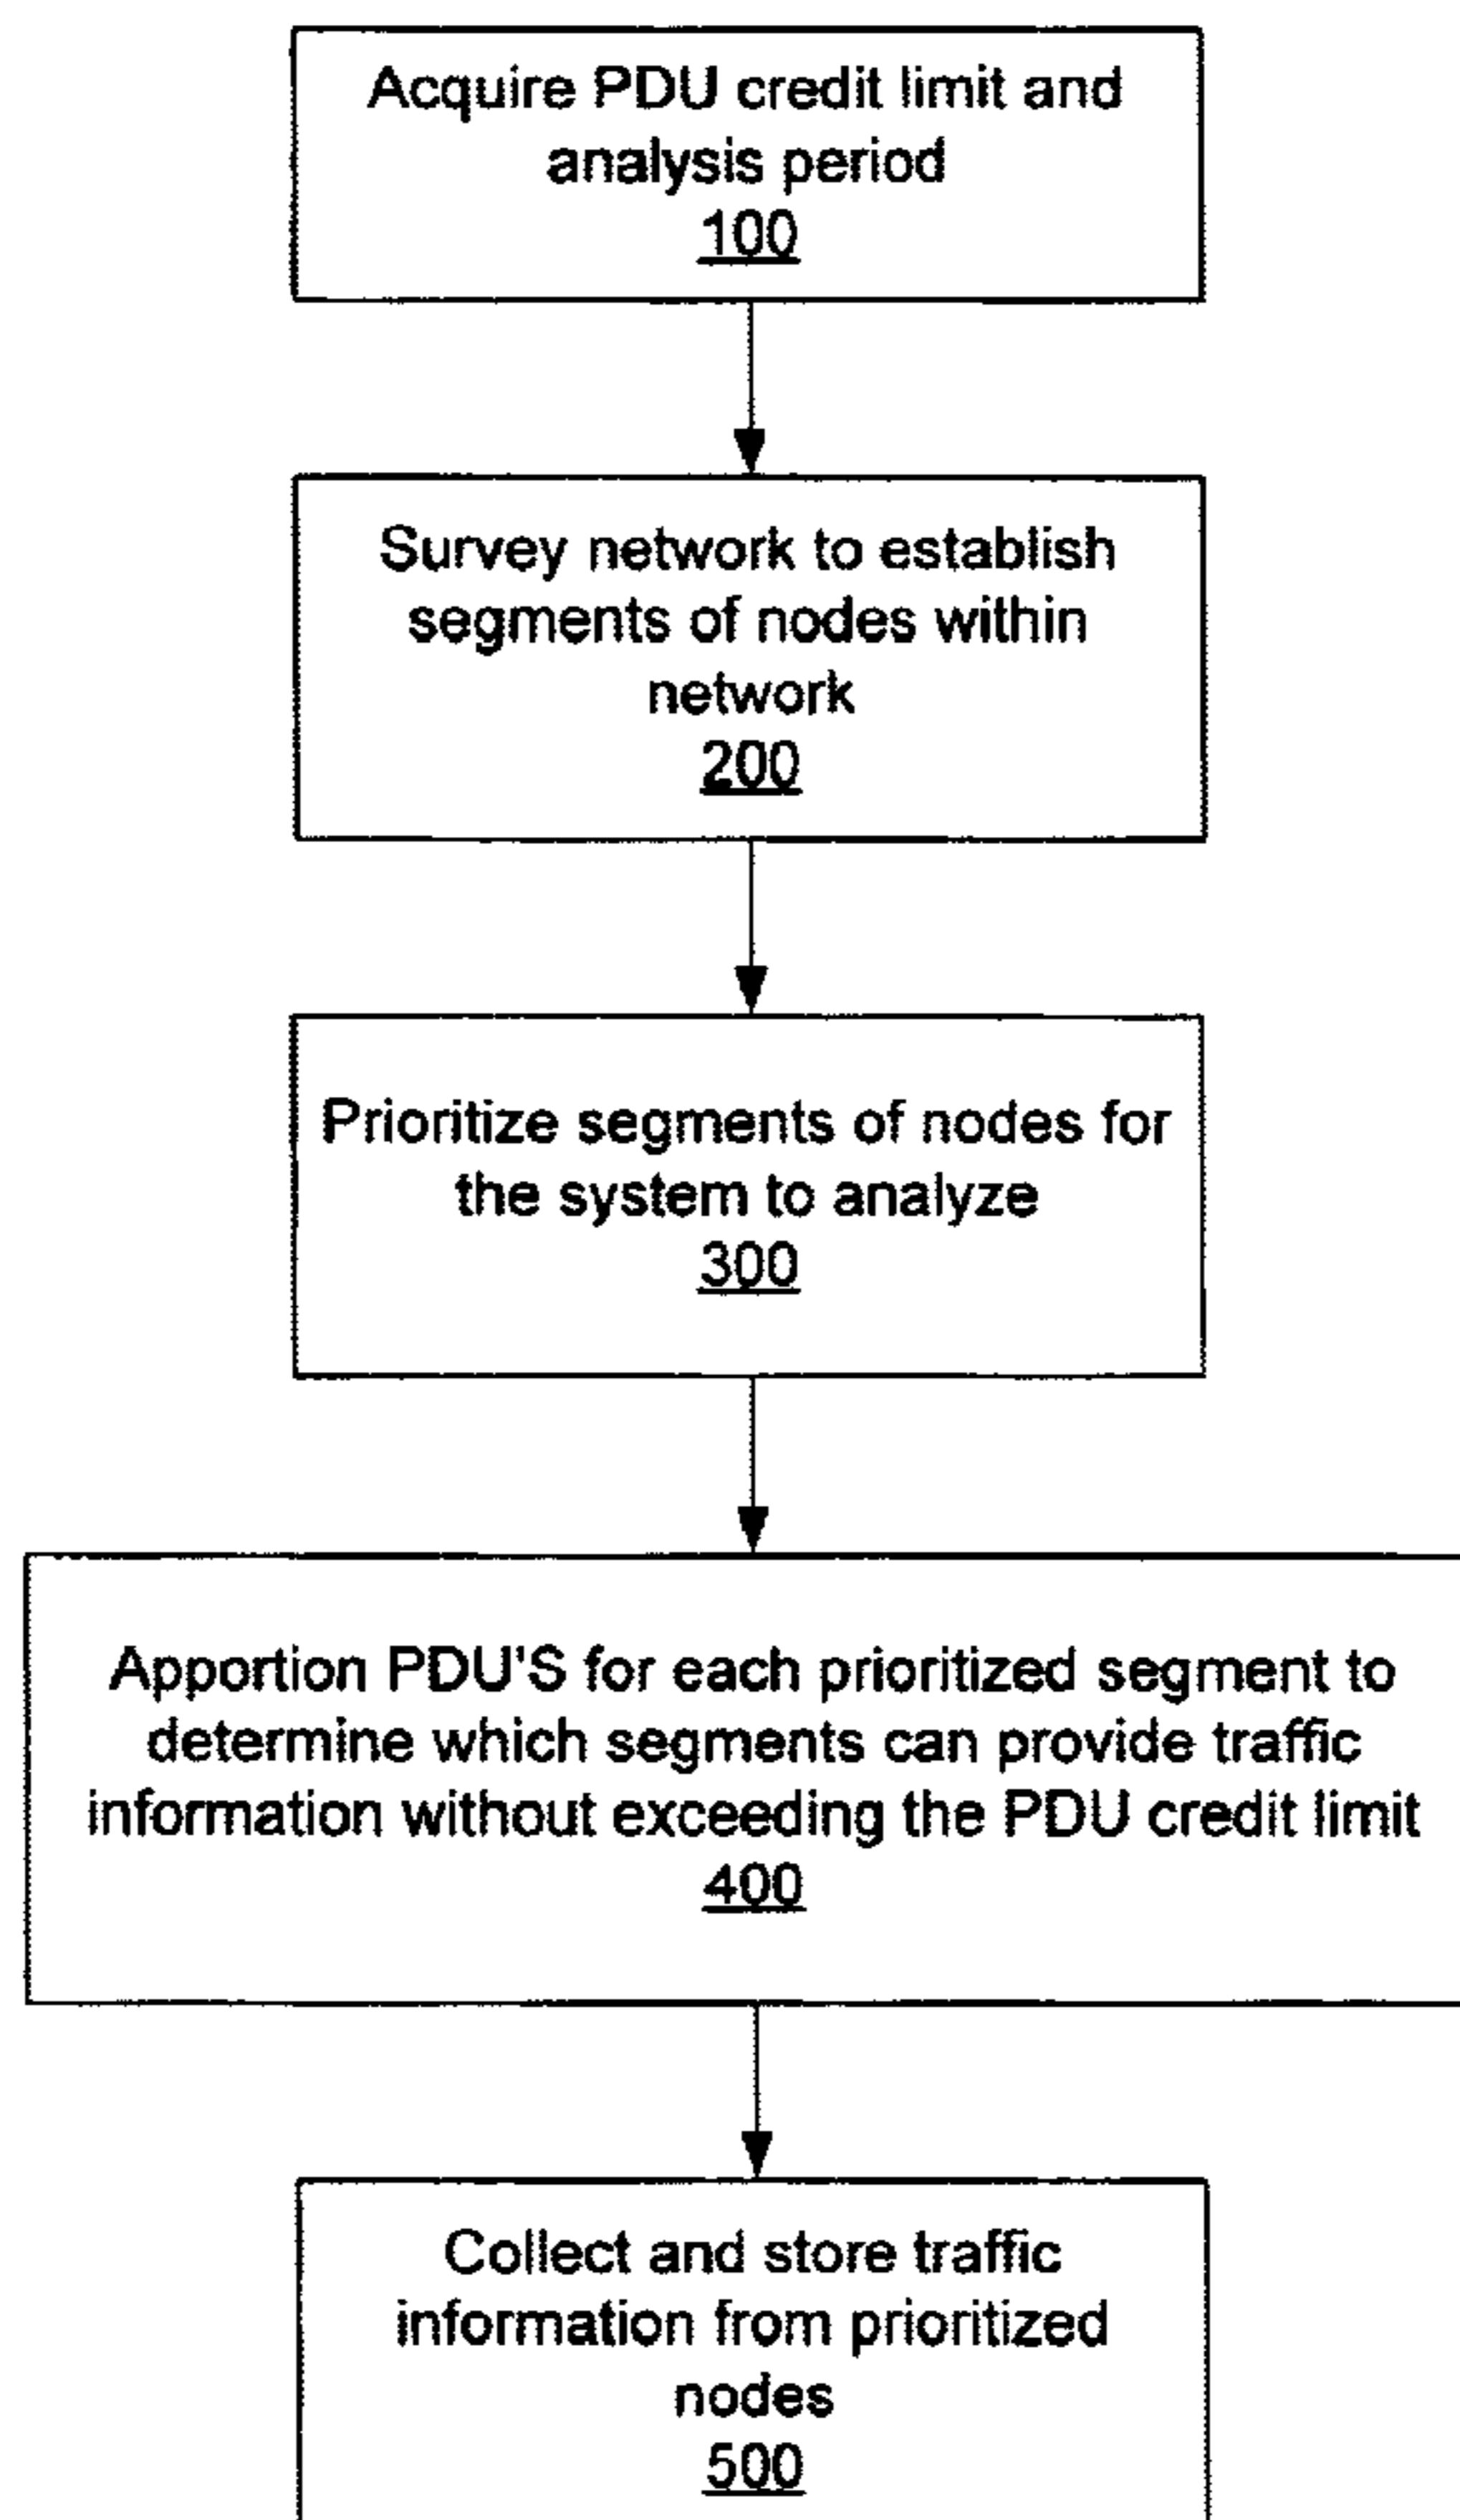 Acquire PDU credit limit and
analysis period
100
Survey network to establish
segments of nodes within
network
200
Prioritize segments of nodes for
the system to analyze
300
Apportion PDU'S for each prioritized segment to
determine which segments can provide traffic
information without exceeding the PDU credit limit
400
Collect and store traffic
information from prioritized
nodes
500